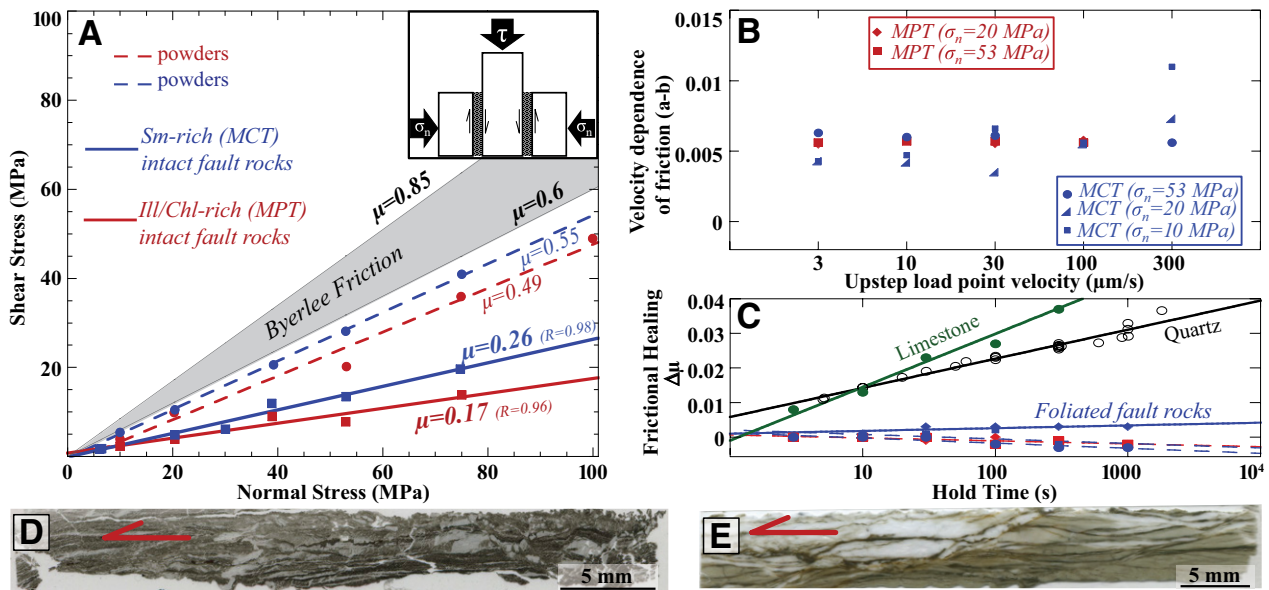 A
100
80
60
40
20
0
20
40
60
80
100
Shear Stress (MPa)
Normal Stress (MPa)
powders
powders
Sm-rich (MCT)
intact fault rocks
Ill/Chl-rich (MPT)
intact fault rocks
τ
σn
σn
μ=0.85
μ=0.6
Byerlee Friction
μ=0.55
μ=0.49
μ=0.26 (R=0.98)
μ=0.17 (R=0.96)
B
0.015
0.01
0.005
0
Velocity dependence
of friction (a-b)
MPT (σn=20 MPa)
MPT (σn=53 MPa)
MCT (σn=53 MPa)
MCT (σn=20 MPa)
MCT (σn=10 MPa)
3
10
30
100
300
Upstep load point velocity (μm/s)
C
0.04
0.03
0.02
0.01
0
Frictional Healing
Δμ
Limestone
Quartz
Foliated fault rocks
10
100
1000
10⁴
Hold Time (s)
D
5 mm
E
5 mm